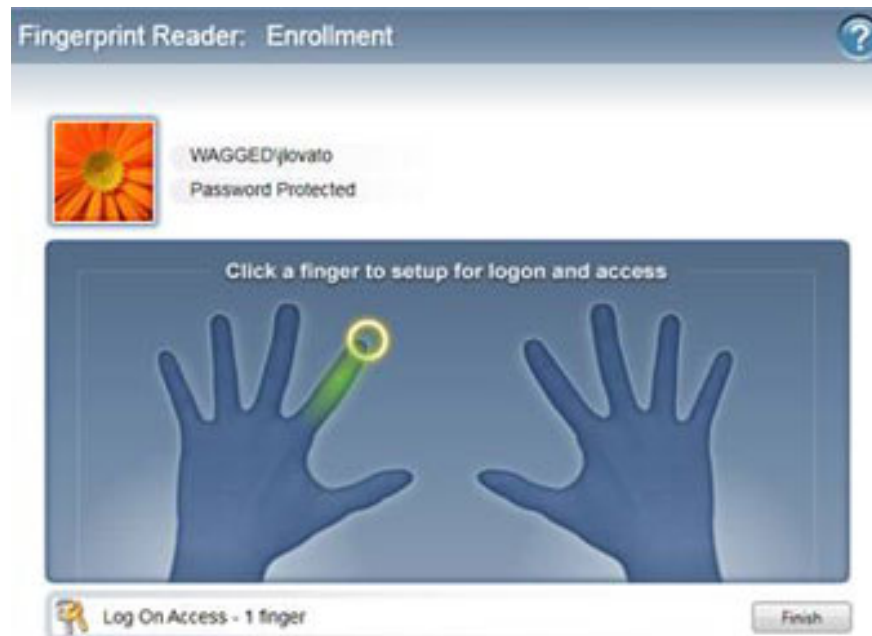 Fingerprint Reader: Enrollment
?
WAGGED\jlovato
Password Protected
Click a finger to setup for logon and access
Log On Access - 1 finger
Finish